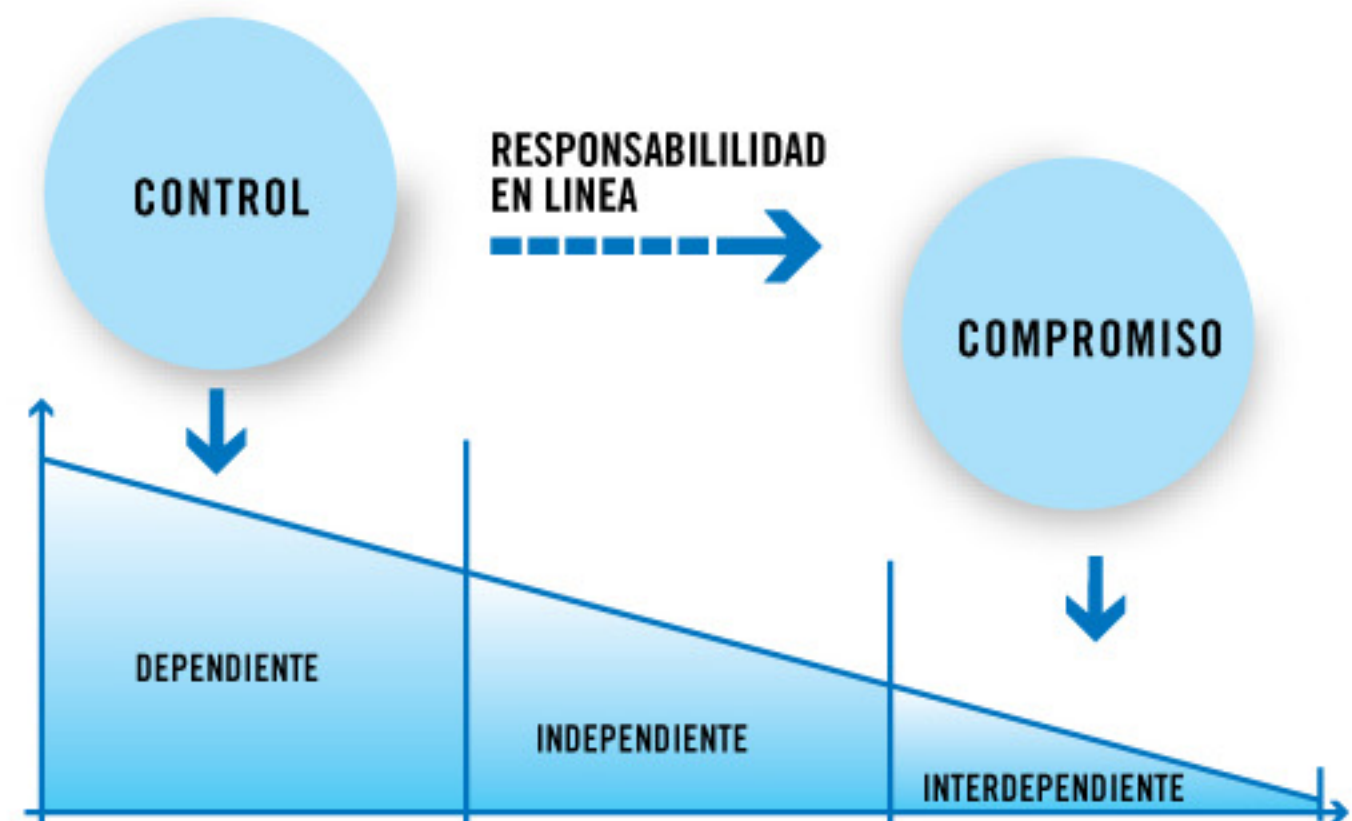 CONTROL
RESPONSABILILIDAD
EN LINEA
COMPROMISO
DEPENDIENTE
INDEPENDIENTE
INTERDEPENDIENTE